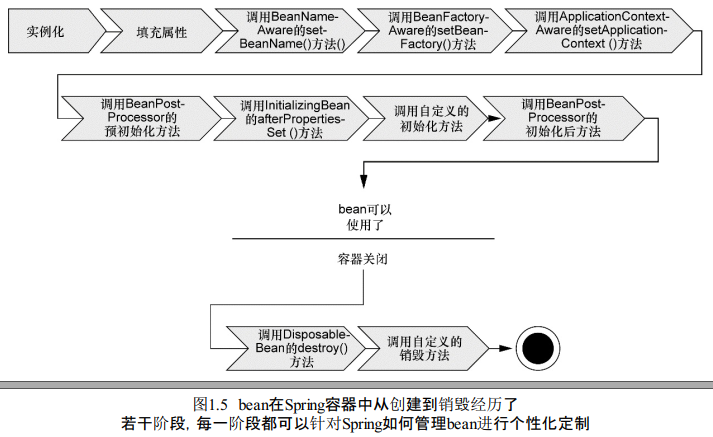 实例化
填充属性
调用BeanName-
Aware的set-
BeanName()方法()
调用BeanFactory-
Aware的setBean-
Factory()方法
调用ApplicationContext-
Aware的setApplication-
Context ()方法
调用BeanPost-
Processor的
预初始化方法
调用InitializingBean
的afterProperties-
Set ()方法
调用自定义的
初始化方法
调用BeanPost-
Processor的
初始化后方法
bean可以
使用了
容器关闭
调用Disposable-
Bean的destroy()
方法
调用自定义的
销毁方法
图1.5 bean在Spring容器中从创建到销毁经历了
若干阶段, 每一阶段都可以针对Spring如何管理bean进行个性化定制